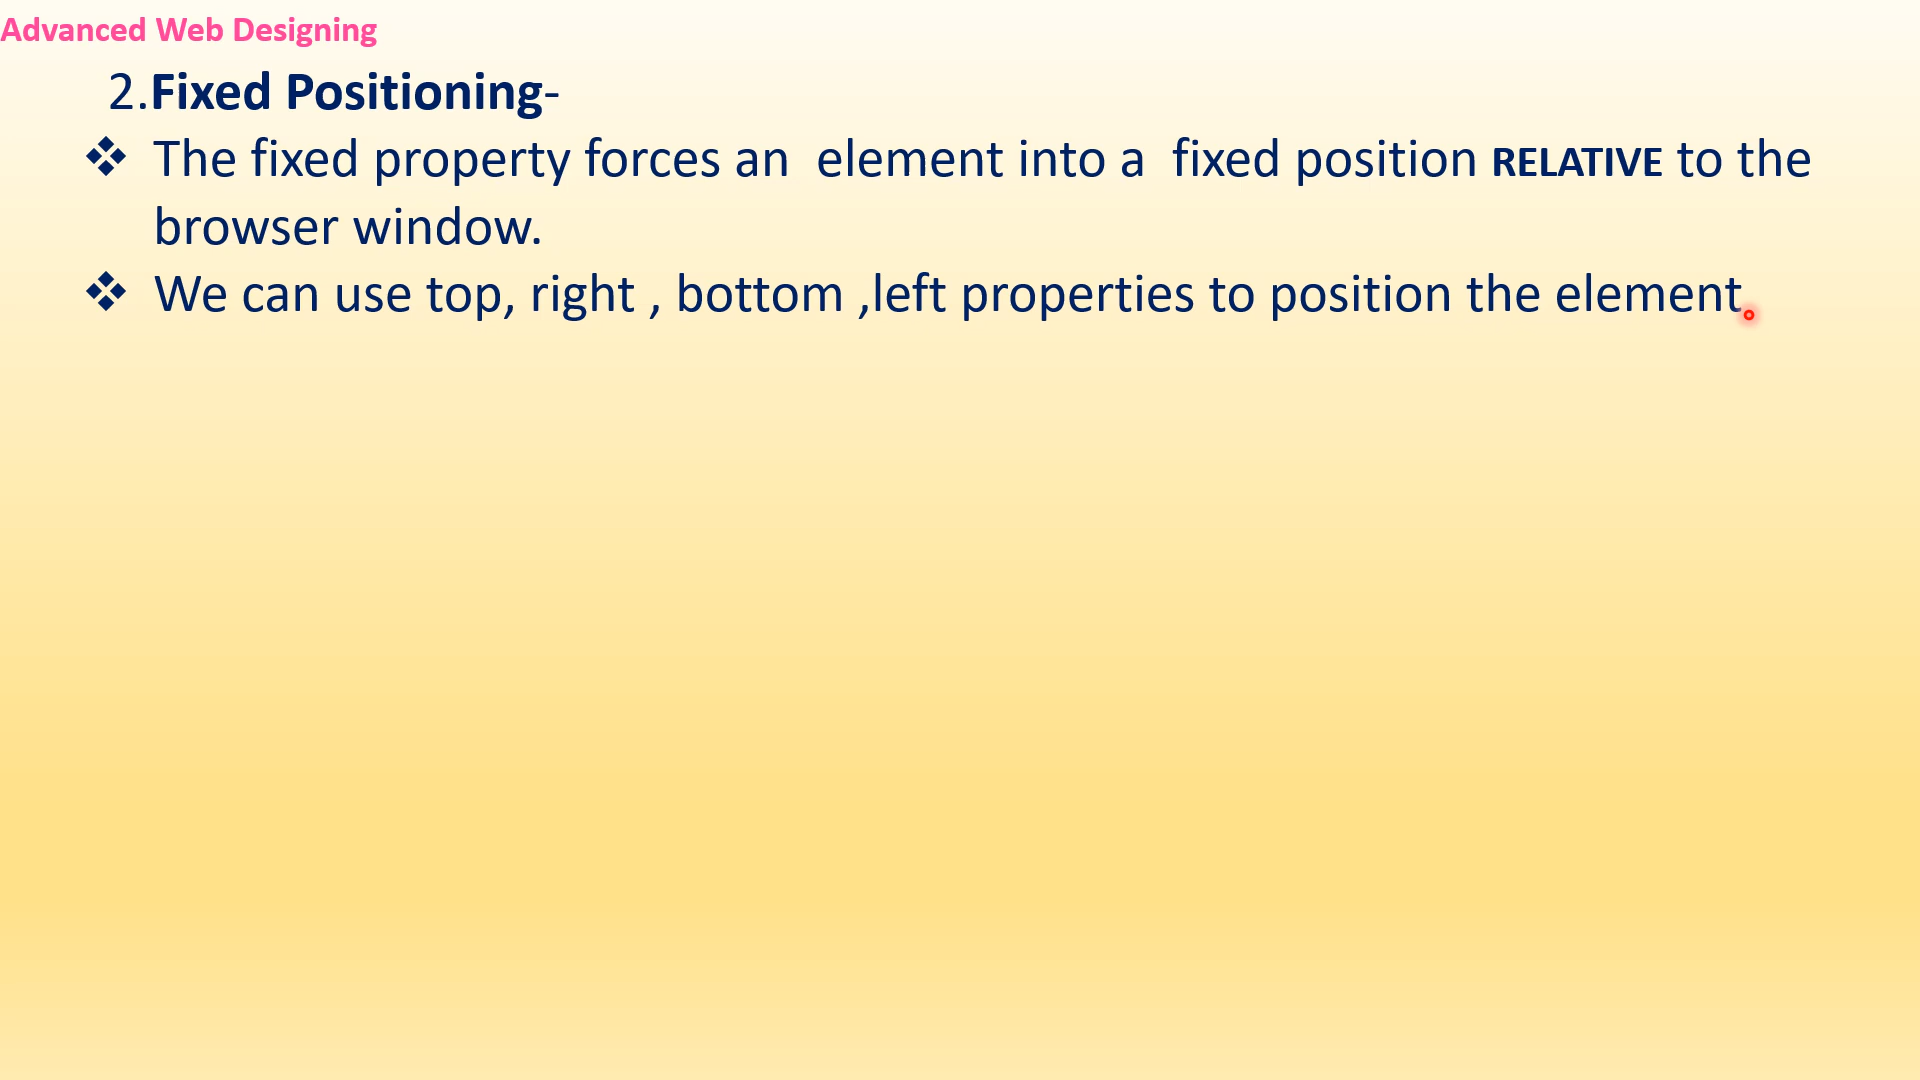 Advanced Web Designing
2.Fixed Positioning-
❖ The fixed property forces an  element into a  fixed position RELATIVE to the
browser window.
❖ We can use top, right , bottom ,left properties to position the element.